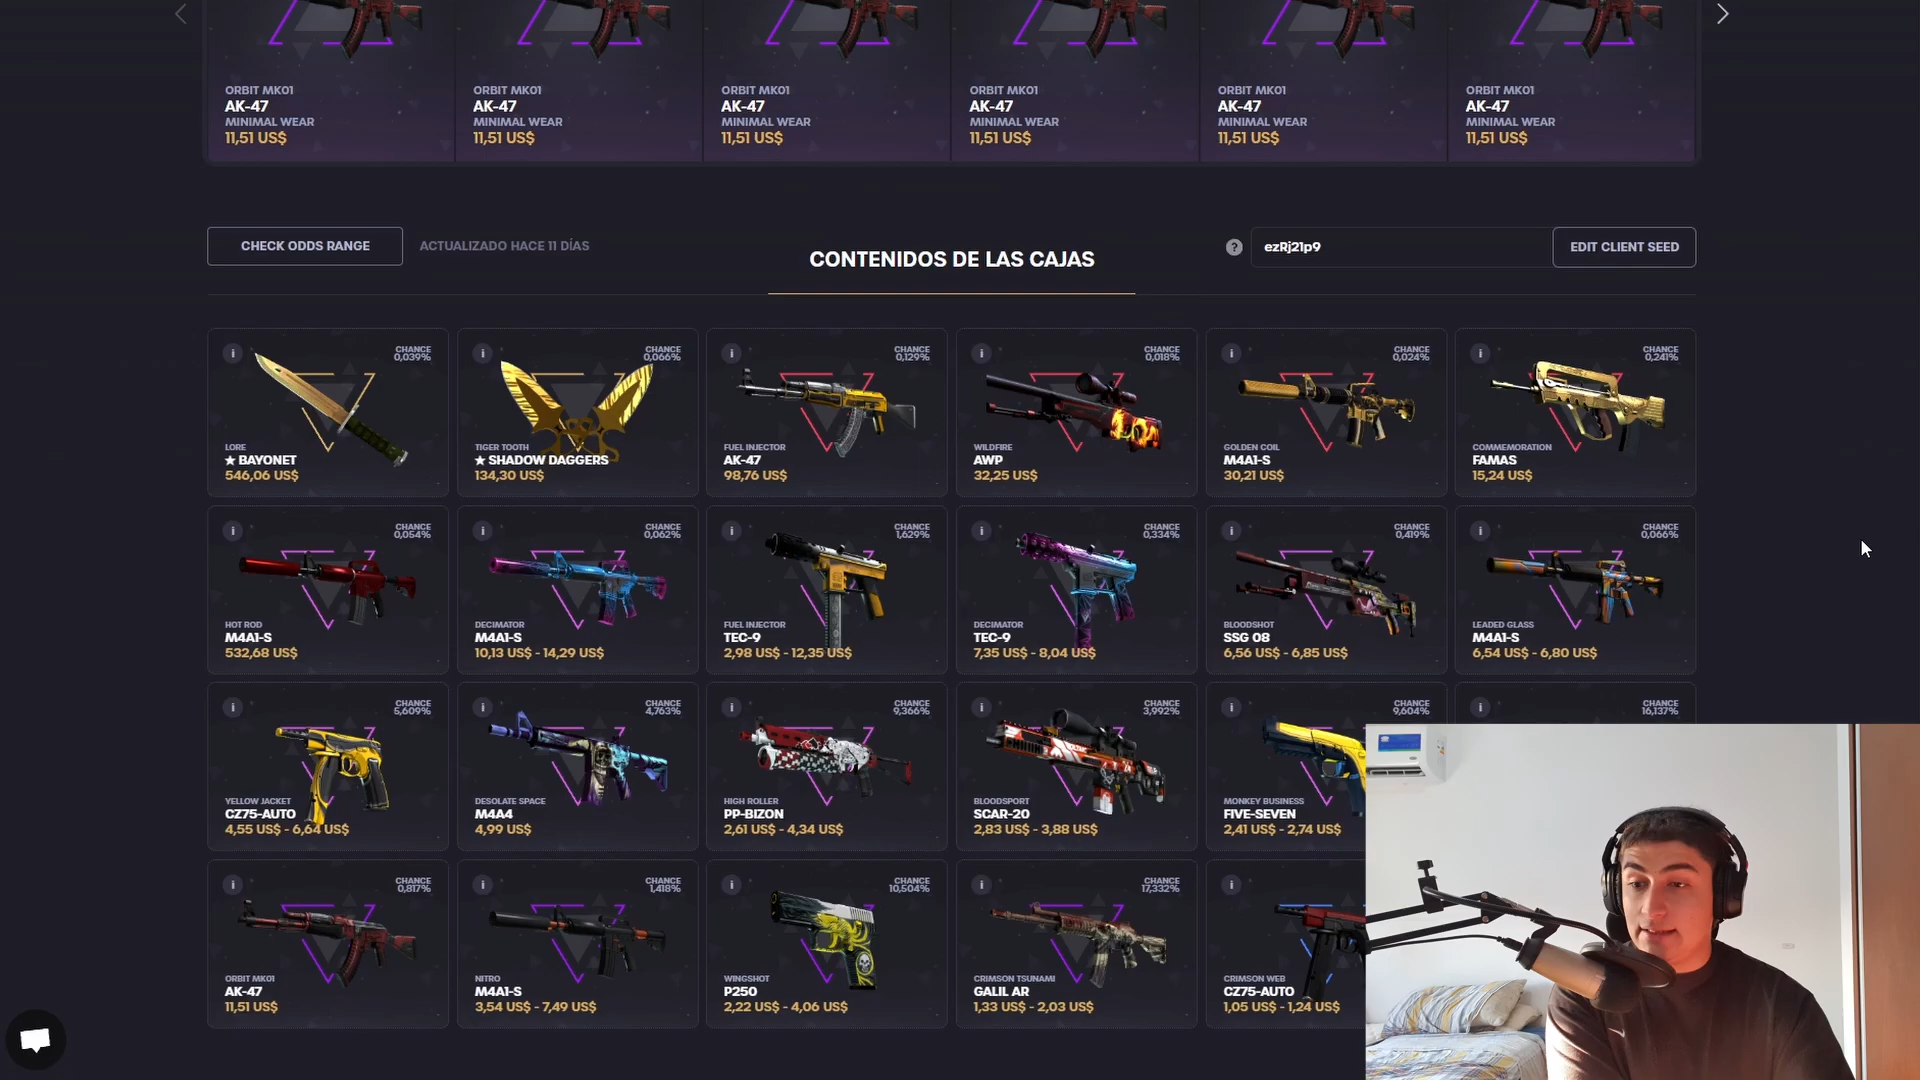 ORBIT MK01 ORBIT MK01 ORBIT MK01 ORBIT MK01 ORBIT MK01 ORBIT MK01
AK-47 AK-47 AK-47 AK-47 AK-47 AK-47
MINIMAL WEAR MINIMAL WEAR MINIMAL WEAR MINIMAL WEAR MINIMAL WEAR MINIMAL WEAR
11,51 US$ 11,51 US$ 11,51 US$ 11,51 US$ 11,51 US$ 11,51 US$
CHECK ODDS RANGE ACTUALIZADO HACE 11 DÍAS ? ezRj21p9 EDIT CLIENT SEED
CONTENIDOS DE LAS CAJAS
i CHANCE i CHANCE i CHANCE i CHANCE i CHANCE i CHANCE
0,039% 0,066% 0,129% 0,018% 0,024% 0,241%
LORE TIGER TOOTH FUEL INJECTOR WILDFIRE GOLDEN COIL COMMEMORATION
★ BAYONET ★ SHADOW DAGGERS AK-47 AWP M4A1-S FAMAS
546,06 US$ 134,30 US$ 98,76 US$ 32,25 US$ 30,21 US$ 15,24 US$
i CHANCE i CHANCE i CHANCE i CHANCE i CHANCE i CHANCE
0,054% 0,062% 1,629% 0,334% 0,419% 0,066%
HOT ROD DECIMATOR FUEL INJECTOR DECIMATOR BLOODSHOT LEADED GLASS
M4A1-S M4A1-S TEC-9 TEC-9 SSG 08 M4A1-S
532,68 US$ 10,13 US$ - 14,29 US$ 2,98 US$ - 12,35 US$ 7,35 US$ - 8,04 US$ 6,56 US$ - 6,85 US$ 6,54 US$ - 6,80 US$
i CHANCE i CHANCE i CHANCE i CHANCE i CHANCE i CHANCE
5,609% 4,763% 9,366% 3,992% 9,604% 16,137%
YELLOW JACKET DESOLATE SPACE HIGH ROLLER BLOODSPORT MONKEY BUSINESS
CZ75-AUTO M4A4 PP-BIZON SCAR-20 FIVE-SEVEN
4,55 US$ - 6,64 US$ 4,99 US$ 2,61 US$ - 4,34 US$ 2,83 US$ - 3,88 US$ 2,41 US$ - 2,74 US$
i CHANCE i CHANCE i CHANCE i CHANCE i
0,817% 1,418% 10,504% 17,332%
ORBIT MK01 NITRO WINGSHOT CRIMSON TSUNAMI CRIMSON WEB
AK-47 M4A1-S P250 GALIL AR CZ75-AUTO
11,51 US$ 3,54 US$ - 7,49 US$ 2,22 US$ - 4,06 US$ 1,33 US$ - 2,03 US$ 1,05 US$ - 1,24 US$